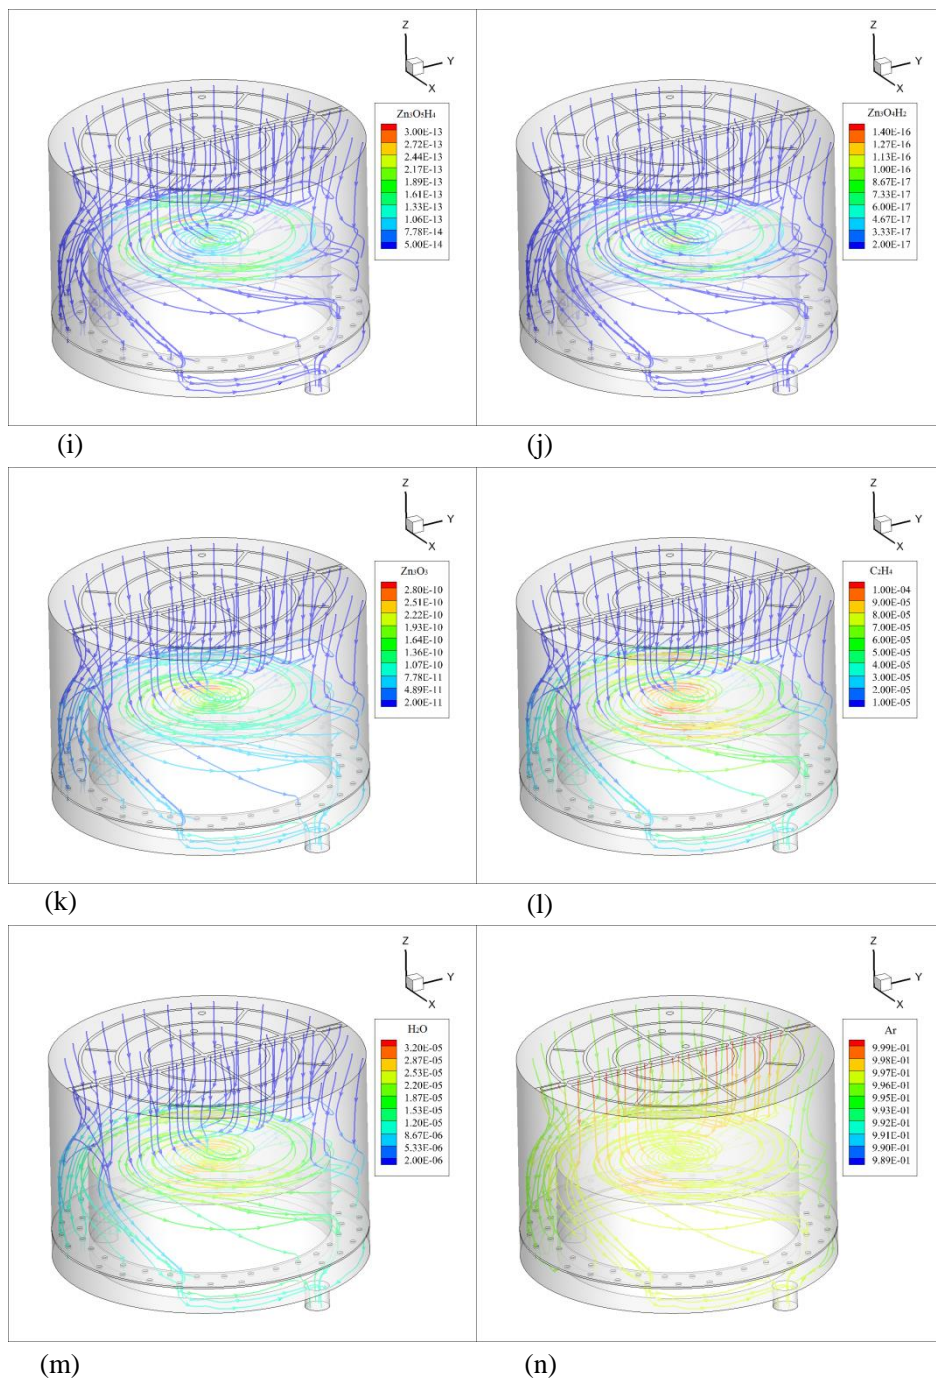 Z
Y
X
Zn₃O₅H₄
3.00E-13
2.72E-13
2.44E-13
2.17E-13
1.89E-13
1.61E-13
1.33E-13
1.06E-13
7.78E-14
5.00E-14
(i)
Z
Y
X
Zn₃O₄H₂
1.40E-16
1.27E-16
1.13E-16
1.00E-16
8.67E-17
7.33E-17
6.00E-17
4.67E-17
3.33E-17
2.00E-17
(j)
Z
Y
X
Zn₃O₃
2.80E-10
2.51E-10
2.22E-10
1.93E-10
1.64E-10
1.36E-10
1.07E-10
7.78E-11
4.89E-11
2.00E-11
(k)
Z
Y
X
C₂H₄
1.00E-04
9.00E-05
8.00E-05
7.00E-05
6.00E-05
5.00E-05
4.00E-05
3.00E-05
2.00E-05
1.00E-05
(l)
Z
Y
X
H₂O
3.20E-05
2.87E-05
2.53E-05
2.20E-05
1.87E-05
1.53E-05
1.20E-05
8.67E-06
5.33E-06
2.00E-06
(m)
Z
Y
X
Ar
9.99E-01
9.98E-01
9.97E-01
9.96E-01
9.95E-01
9.93E-01
9.92E-01
9.91E-01
9.90E-01
9.89E-01
(n)